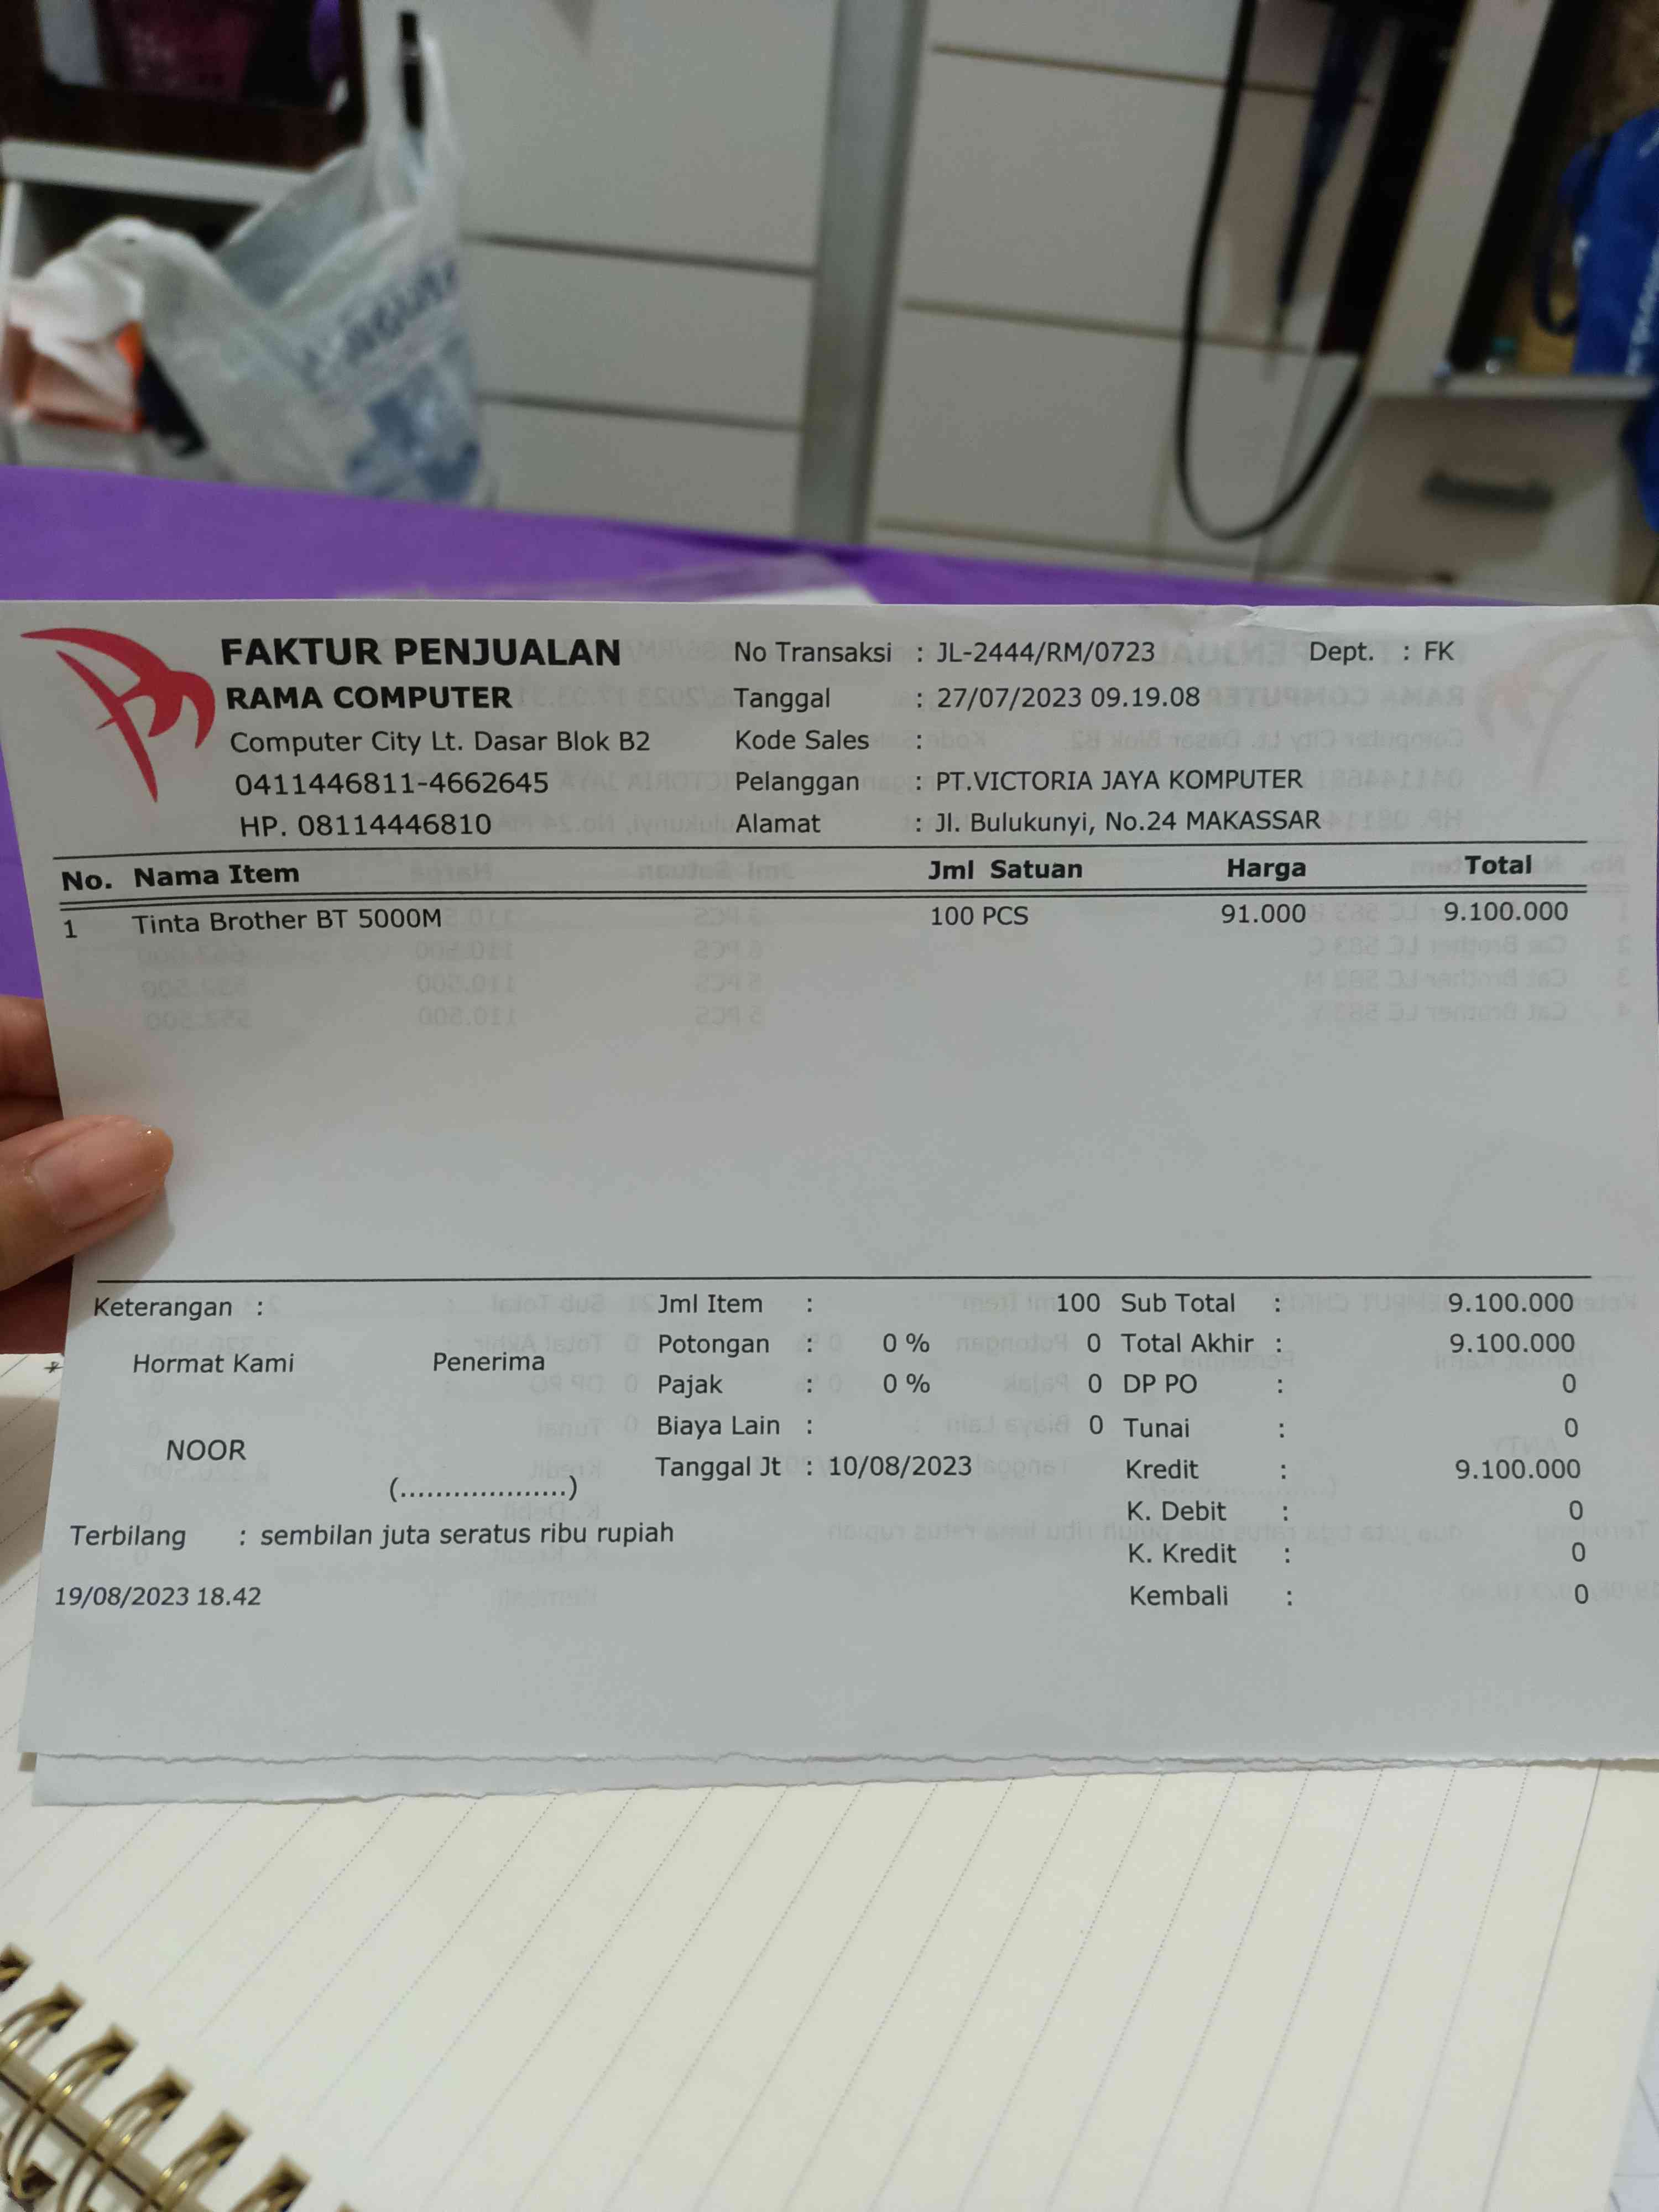 FAKTUR PENJUALAN
RAMA COMPUTER
Computer City Lt. Dasar Blok B2
0411446811-4662645
HP. 08114446810
No Transaksi : JL-2444/RM/0723 Dept. : FK
Tanggal : 27/07/2023 09.19.08
Kode Sales :
Pelanggan : PT.VICTORIA JAYA KOMPUTER
Alamat : Jl. Bulukunyi, No.24 MAKASSAR
No. Nama Item Jml Satuan Harga Total
1 Tinta Brother BT 5000M 100 PCS 91.000 9.100.000
Keterangan :
Hormat Kami Penerima
NOOR
(...................)
Jml Item : 100
Potongan : 0 % 0
Pajak : 0 % 0
Biaya Lain : 0
Tanggal Jt : 10/08/2023
Sub Total : 9.100.000
Total Akhir : 9.100.000
DP PO : 0
Tunai : 0
Kredit : 9.100.000
K. Debit : 0
K. Kredit : 0
Kembali : 0
Terbilang : sembilan juta seratus ribu rupiah
19/08/2023 18.42